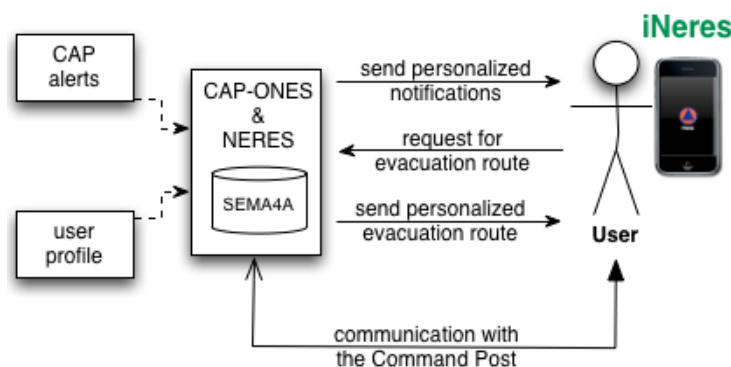 iNeres
CAP
alerts
CAP-ONES
&
NERES
SEMA4A
user
profile
send personalized
notifications
request for
evacuation route
send personalized
evacuation route
User
communication with
the Command Post